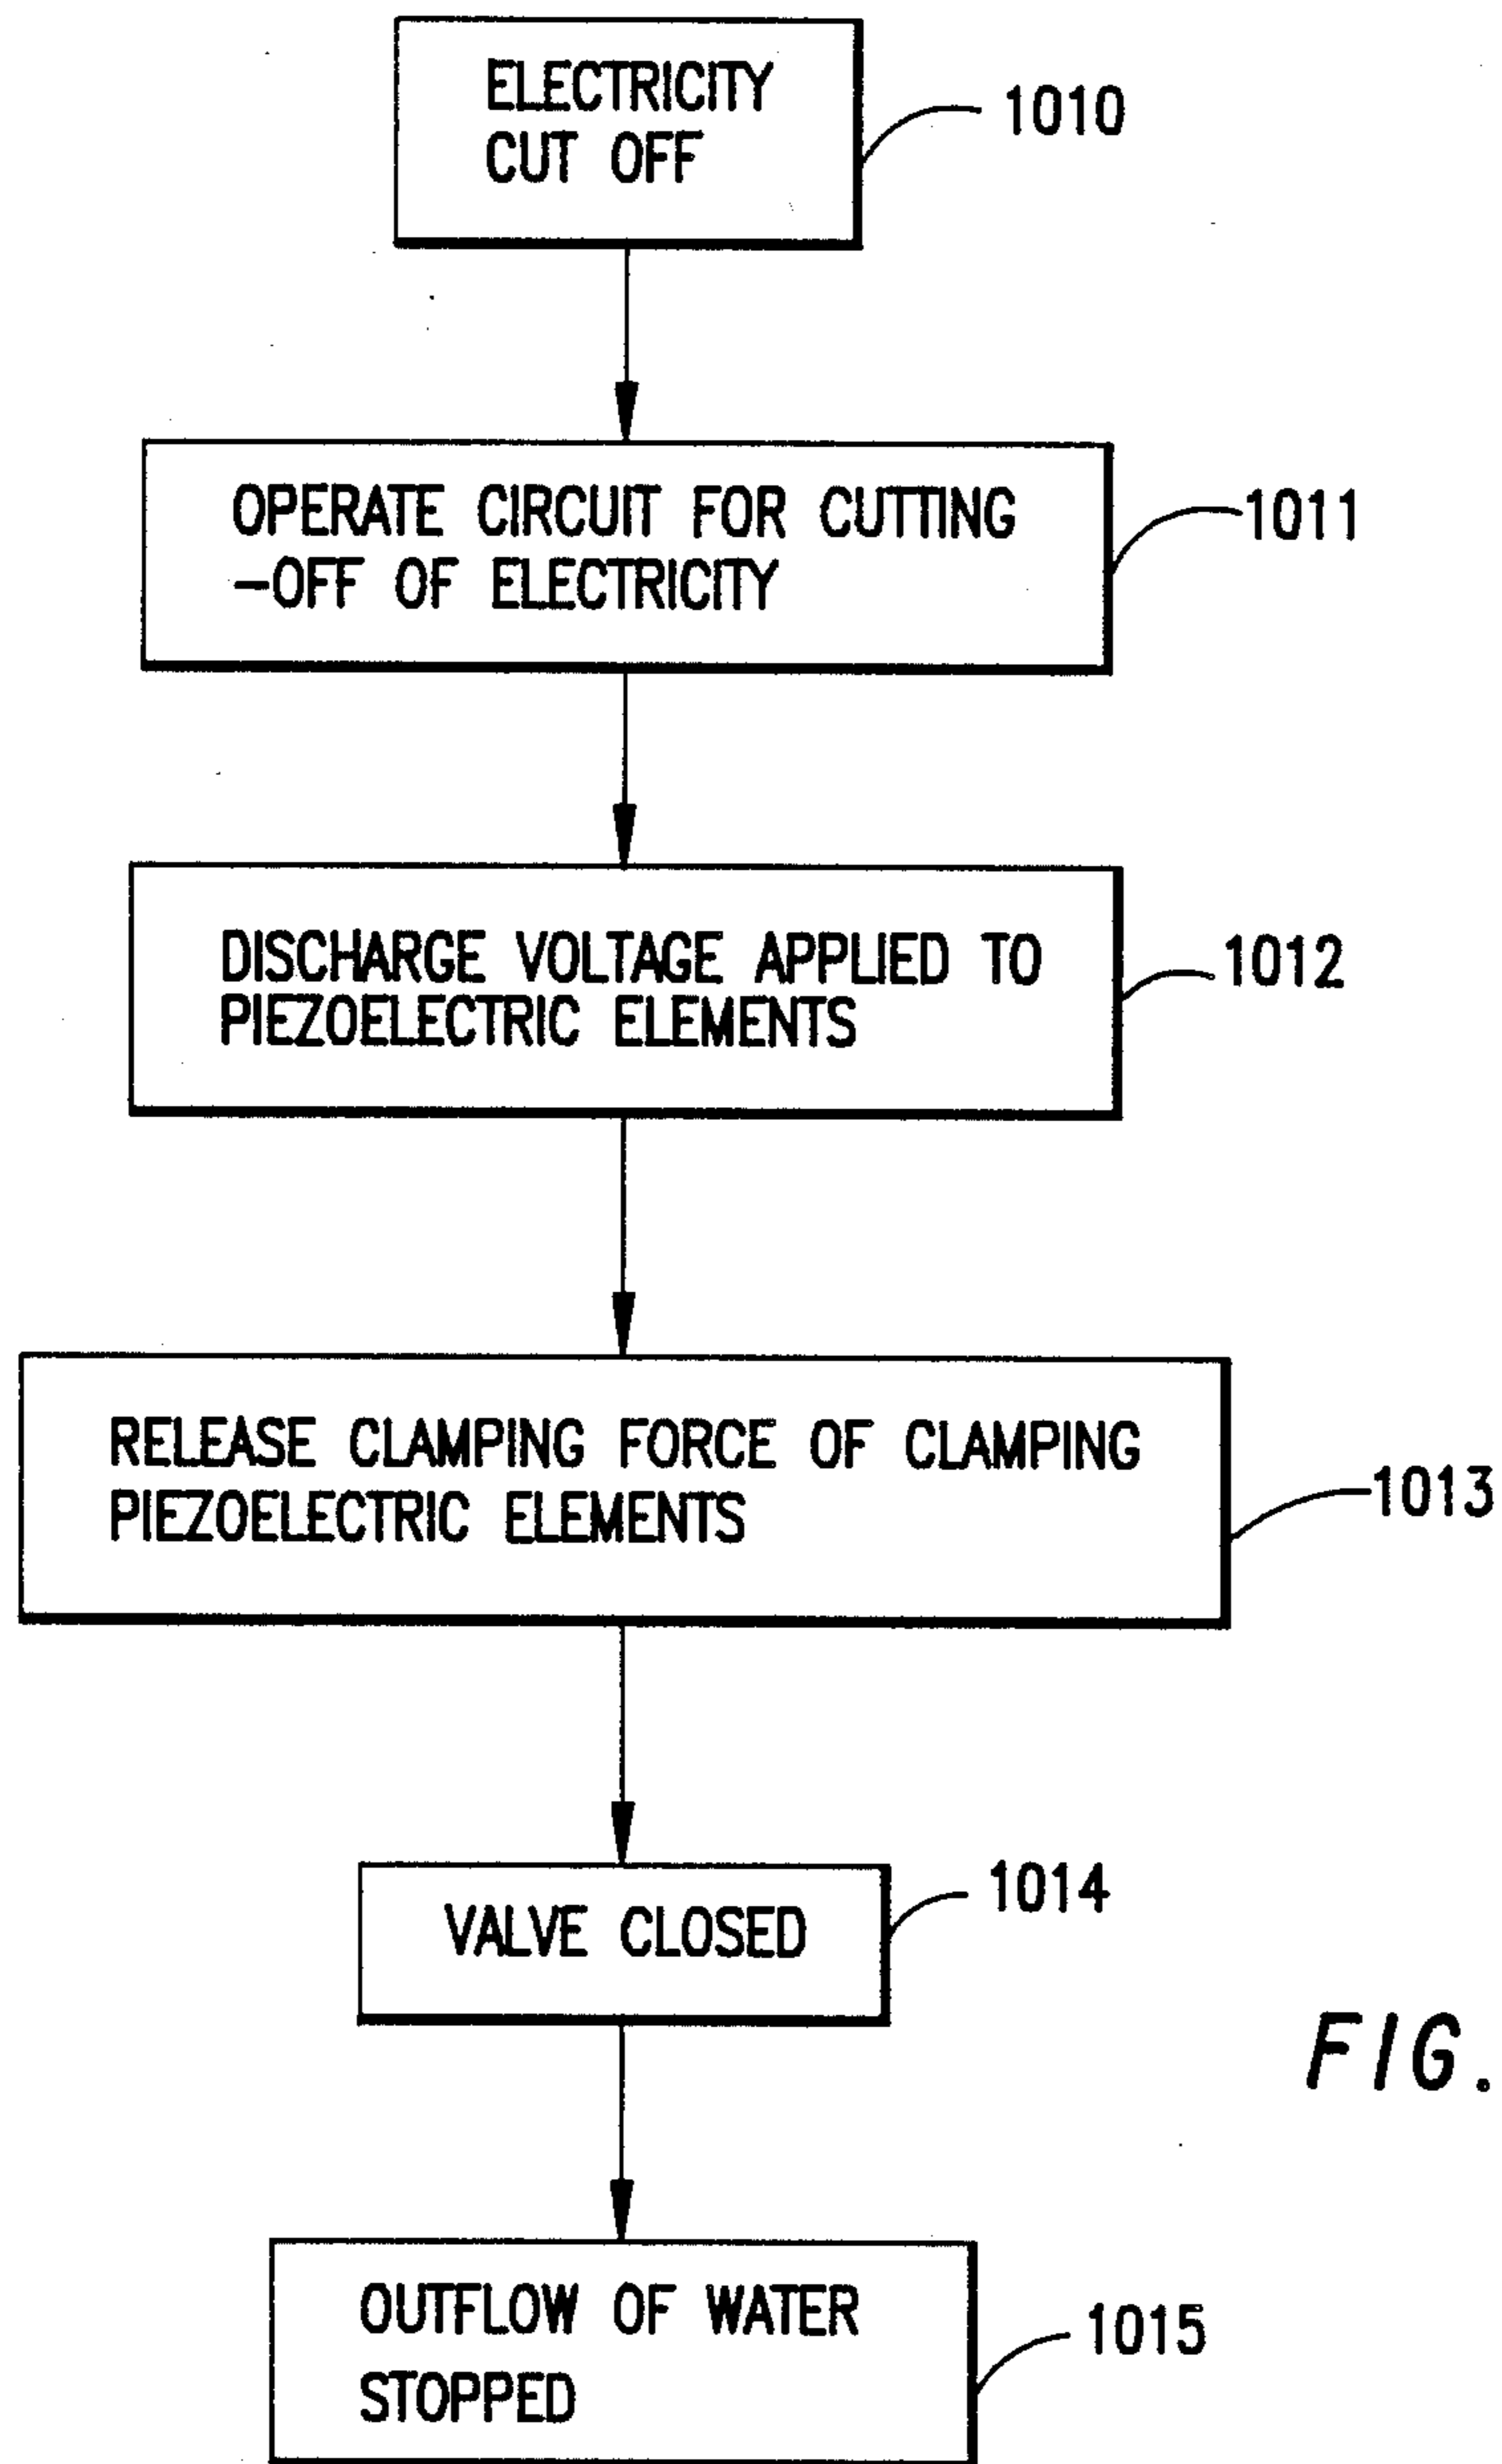 ELECTRICITY
CUT OFF
1010
OPERATE CIRCUIT FOR CUTTING
-OFF OF ELECTRICITY
1011
DISCHARGE VOLTAGE APPLIED TO
PIEZOELECTRIC ELEMENTS
1012
RELEASE CLAMPING FORCE OF CLAMPING
PIEZOELECTRIC ELEMENTS
1013
VALVE CLOSED
1014
FIG.
OUTFLOW OF WATER
STOPPED
1015